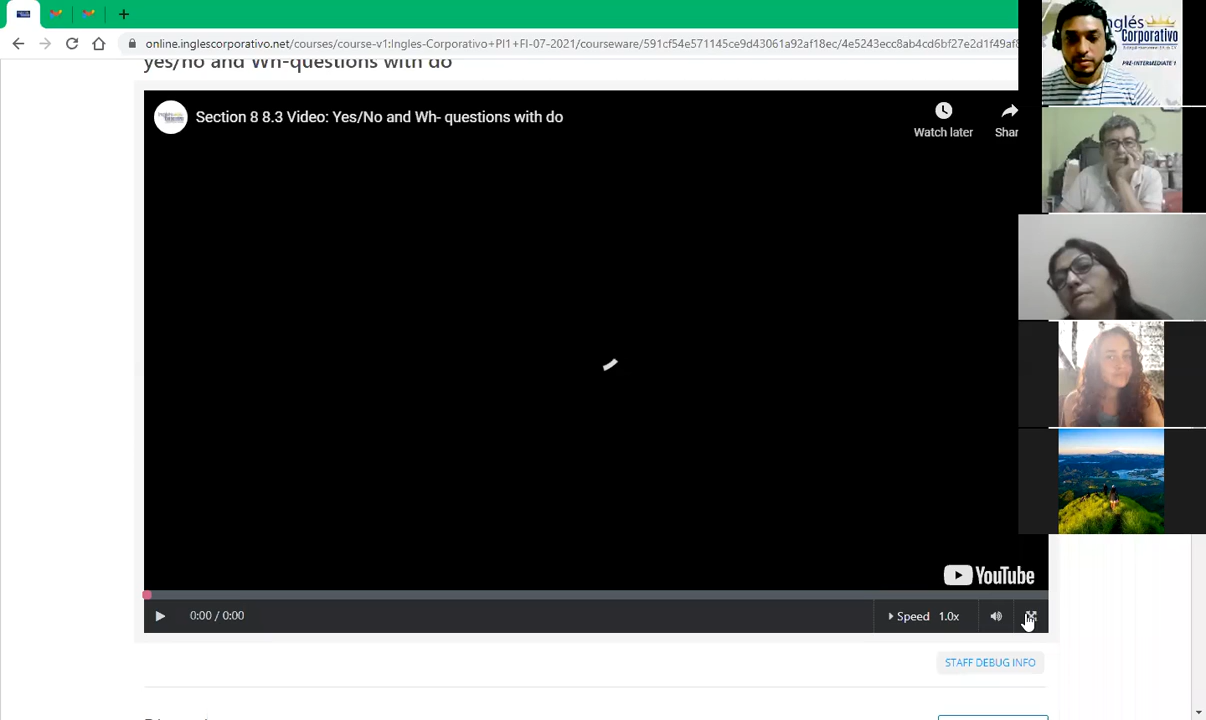 online.inglescorporativo.net/courses/course-v1:Ingles-Corporativo+PI1+FI-07-2021/courseware/591cf54e571145ce9d43061a92af18ec/4e5243ecc8ab4cd6bf27e2d1f49af8
yes/no and Wh-questions with do
Section 8 8.3 Video: Yes/No and Wh- questions with do
Watch later
Shar
YouTube
0:00 / 0:00
Speed 1.0x
STAFF DEBUG INFO
Inglés
Corporativo
PRE-INTERMEDIATE 1